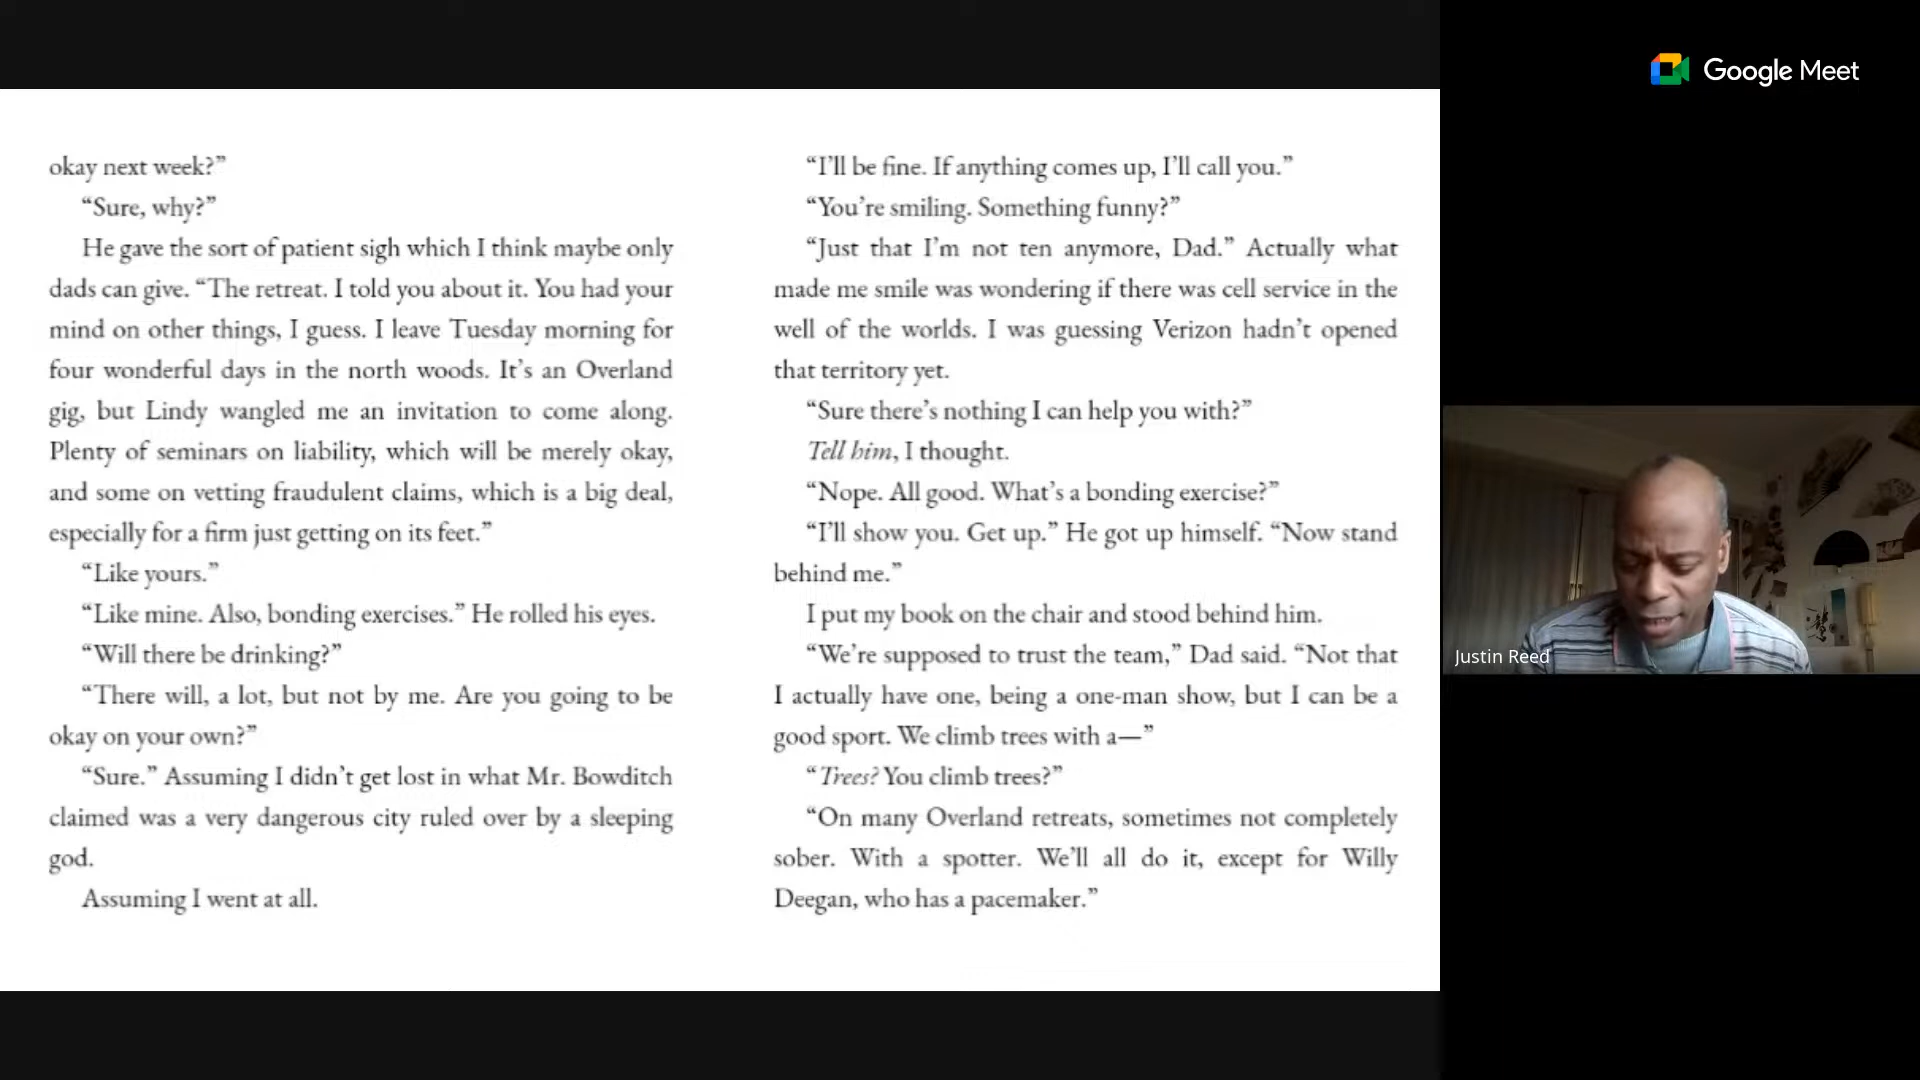 okay next week?”
“Sure, why?”
He gave the sort of patient sigh which I think maybe only
dads can give. “The retreat. I told you about it. You had your
mind on other things, I guess. I leave Tuesday morning for
four wonderful days in the north woods. It’s an Overland
gig, but Lindy wangled me an invitation to come along.
Plenty of seminars on liability, which will be merely okay,
and some on vetting fraudulent claims, which is a big deal,
especially for a firm just getting on its feet.”
“Like yours.”
“Like mine. Also, bonding exercises.” He rolled his eyes.
“Will there be drinking?”
“There will, a lot, but not by me. Are you going to be
okay on your own?”
“Sure.” Assuming I didn’t get lost in what Mr. Bowditch
claimed was a very dangerous city ruled over by a sleeping
god.
Assuming I went at all.
“I’ll be fine. If anything comes up, I’ll call you.”
“You’re smiling. Something funny?”
“Just that I’m not ten anymore, Dad.” Actually what
made me smile was wondering if there was cell service in the
well of the worlds. I was guessing Verizon hadn’t opened
that territory yet.
“Sure there’s nothing I can help you with?”
Tell him, I thought.
“Nope. All good. What’s a bonding exercise?”
“I’ll show you. Get up.” He got up himself. “Now stand
behind me.”
I put my book on the chair and stood behind him.
“We’re supposed to trust the team,” Dad said. “Not that
I actually have one, being a one-man show, but I can be a
good sport. We climb trees with a—”
“Trees? You climb trees?”
“On many Overland retreats, sometimes not completely
sober. With a spotter. We’ll all do it, except for Willy
Deegan, who has a pacemaker.”
Google Meet
Justin Reed